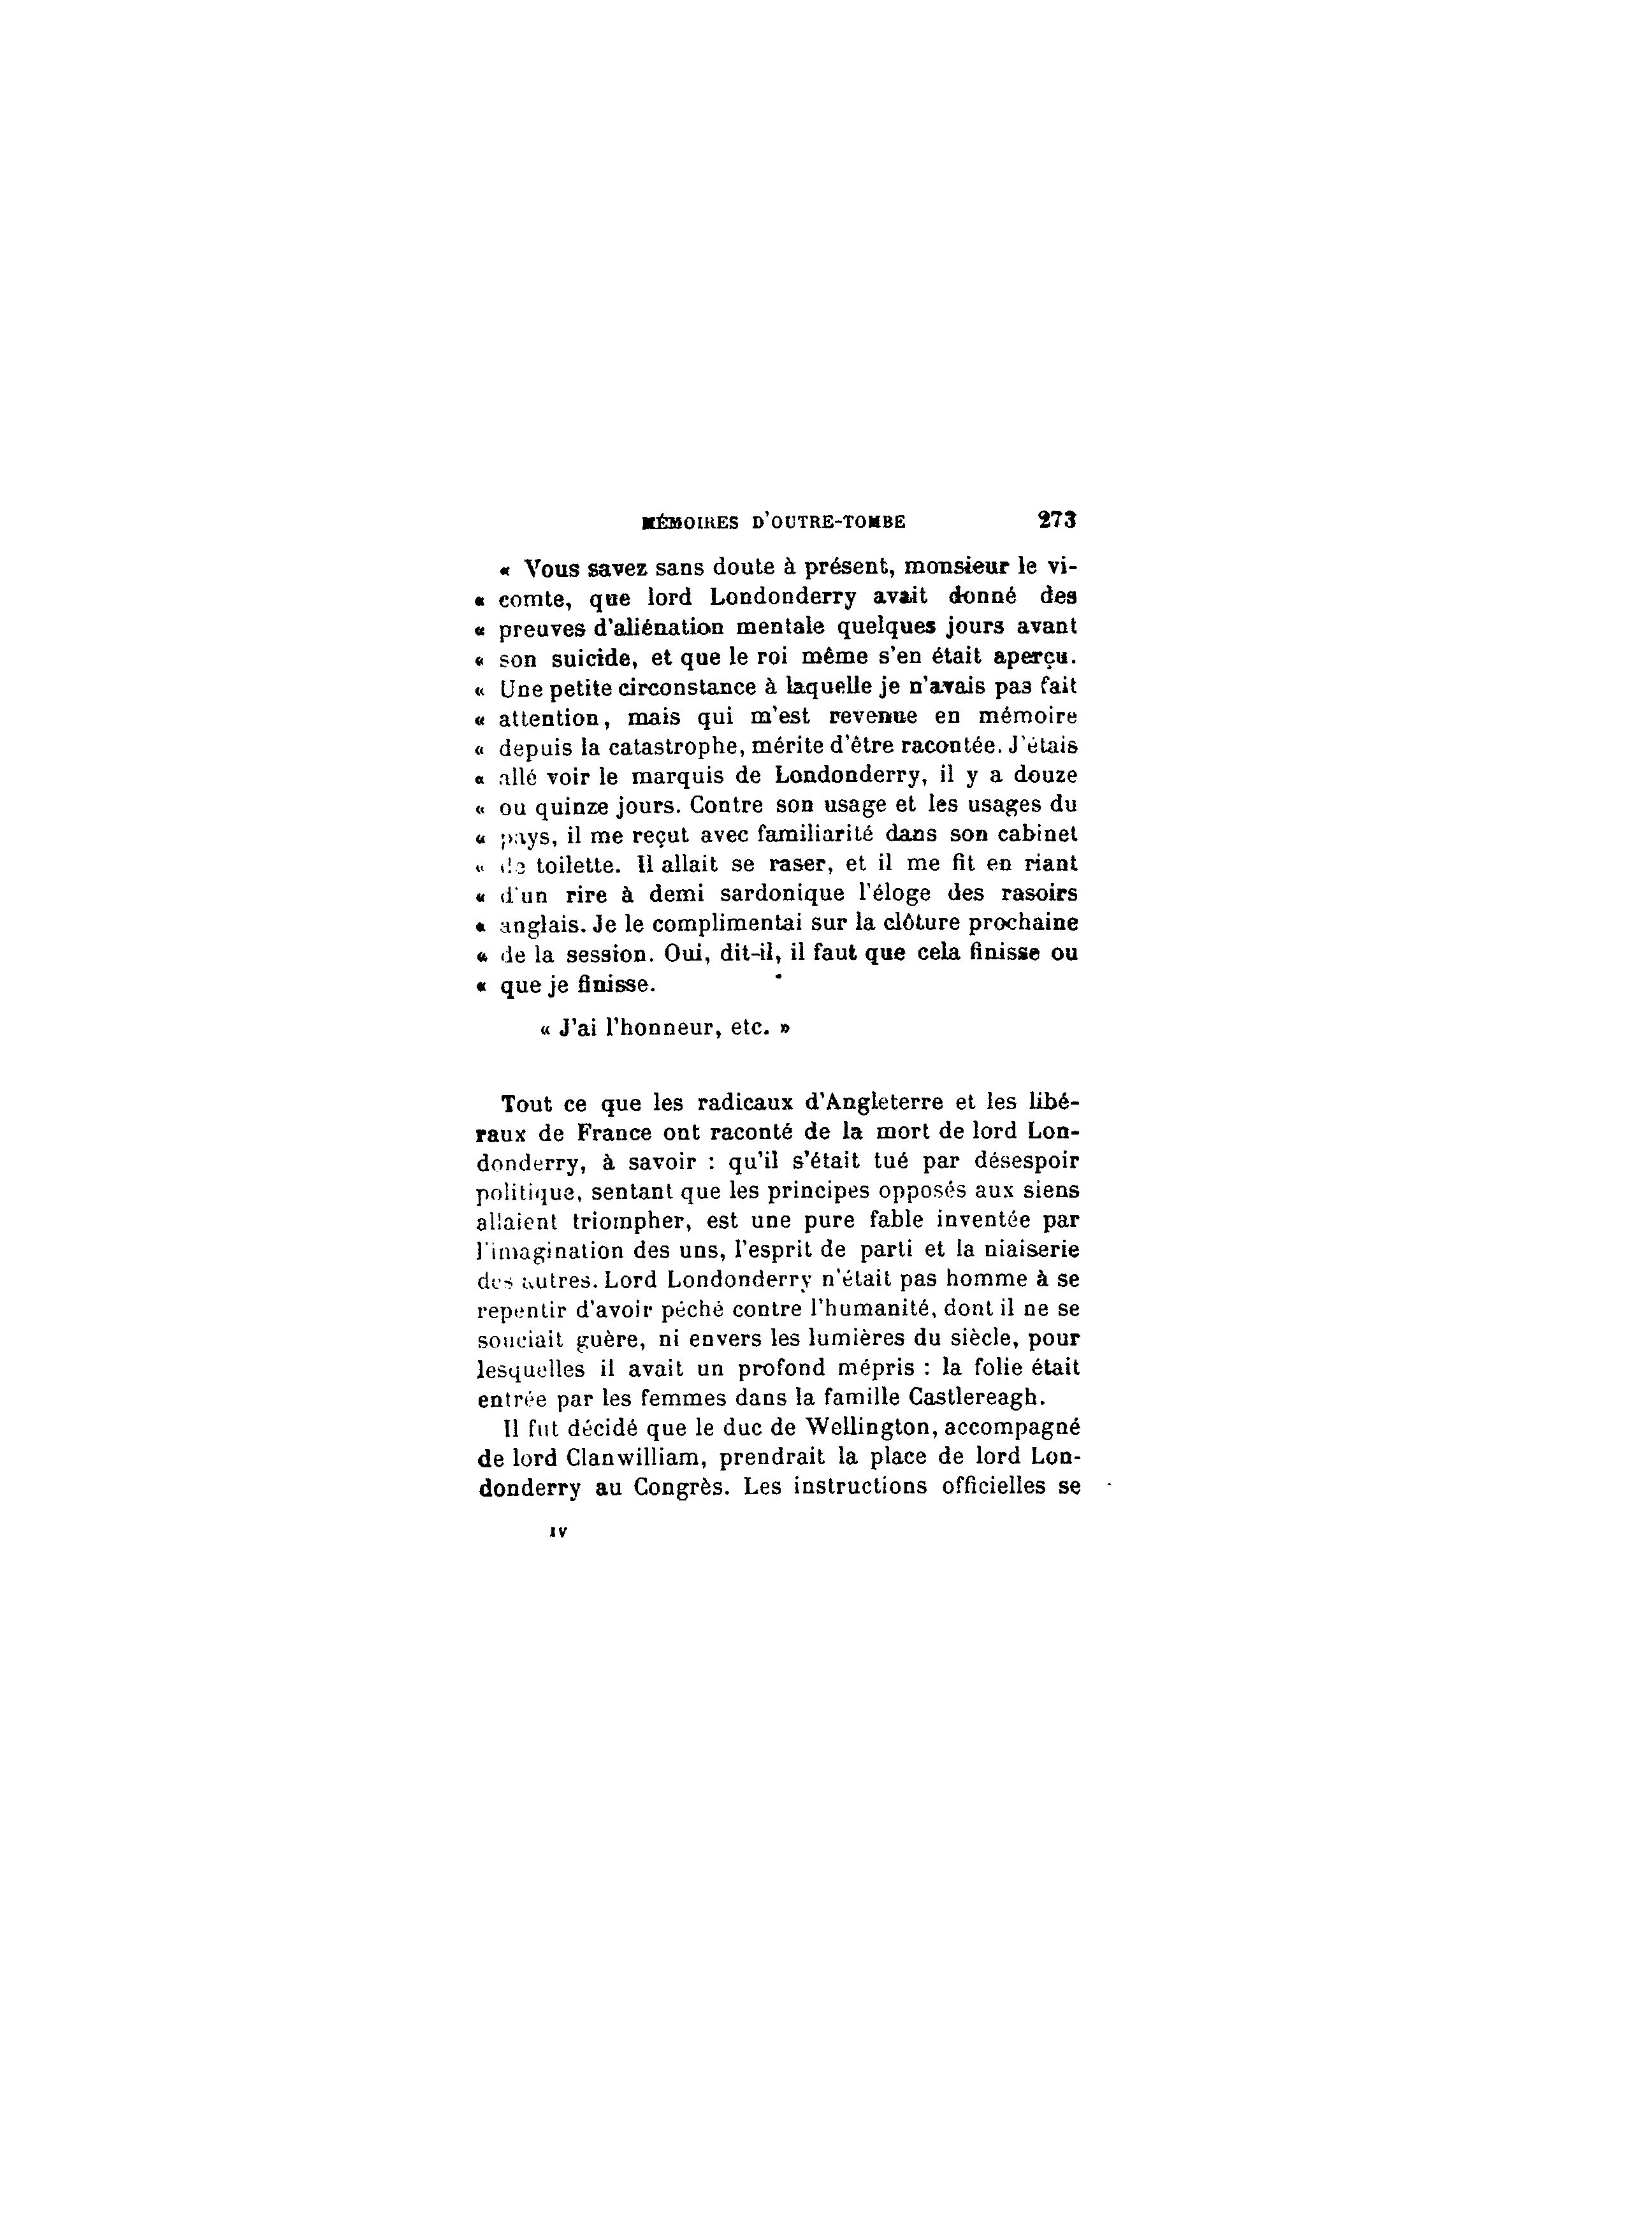 MÉMOIRES D'OUTRE-TOMBE 273
« Vous savez sans doute à présent, monsieur le vi-
« comte, que lord Londonderry avait donné des
« preuves d'aliénation mentale quelques jours avant
« son suicide, et que le roi même s'en était aperçu.
« Une petite circonstance à laquelle je n'avais pas fait
« attention, mais qui m'est revenue en mémoire
« depuis la catastrophe, mérite d'être racontée. J'étais
« allé voir le marquis de Londonderry, il y a douze
« ou quinze jours. Contre son usage et les usages du
« pays, il me reçut avec familiarité dans son cabinet
« de toilette. Il allait se raser, et il me fit en riant
« d'un rire à demi sardonique l'éloge des rasoirs
« anglais. Je le complimentai sur la clôture prochaine
« de la session. Oui, dit-il, il faut que cela finisse ou
« que je finisse.
« J'ai l'honneur, etc. »
Tout ce que les radicaux d'Angleterre et les libé-
raux de France ont raconté de la mort de lord Lon-
donderry, à savoir : qu'il s'était tué par désespoir
politique, sentant que les principes opposés aux siens
allaient triompher, est une pure fable inventée par
l'imagination des uns, l'esprit de parti et la niaiserie
des autres. Lord Londonderry n'était pas homme à se
repentir d'avoir péché contre l'humanité, dont il ne se
souciait guère, ni envers les lumières du siècle, pour
lesquelles il avait un profond mépris : la folie était
entrée par les femmes dans la famille Castlereagh.
Il fut décidé que le duc de Wellington, accompagné
de lord Clanwilliam, prendrait la place de lord Lon-
donderry au Congrès. Les instructions officielles se
IV